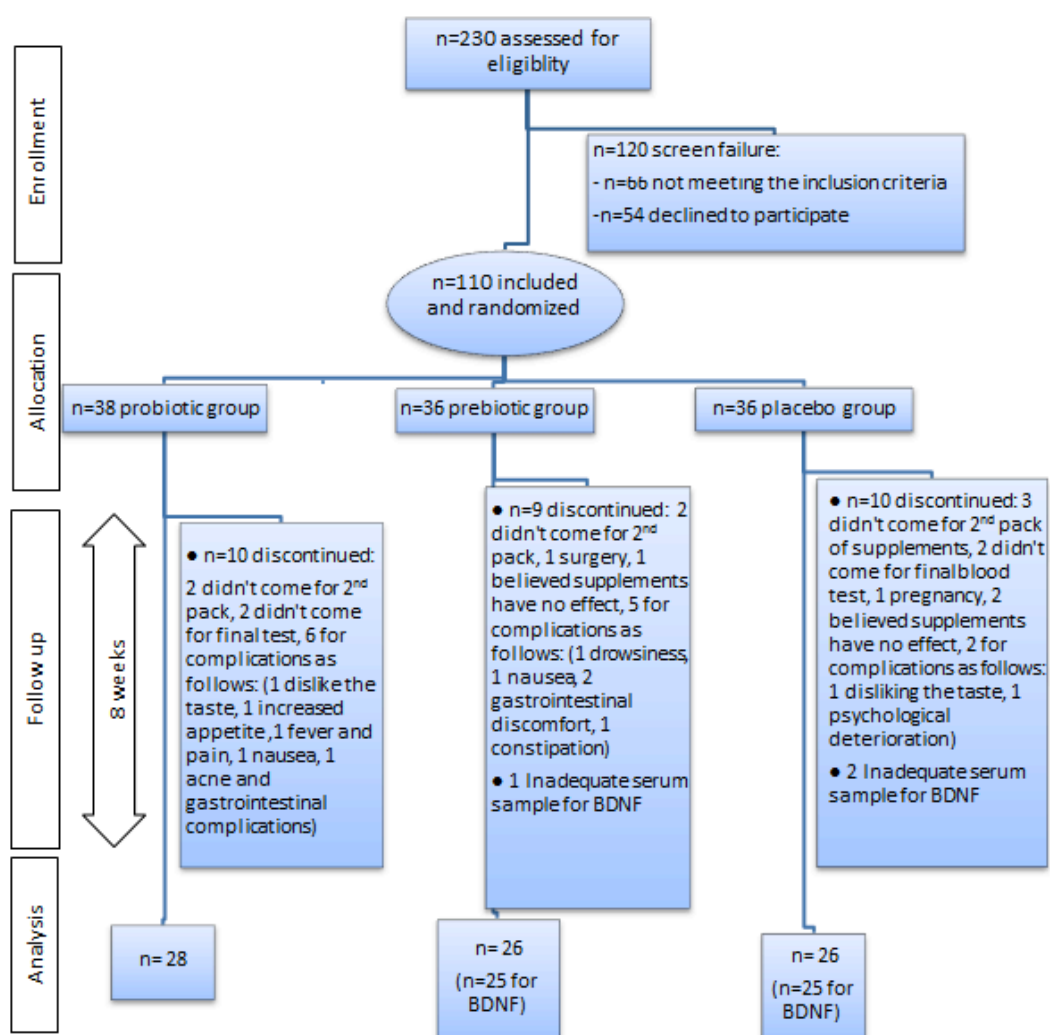 n=230 assessed for
eligiblity
Enrollment
n=120 screen failure:
- n=66 not meeting the inclusion criteria
-n=54 declined to participate
n=110 included
and randomized
Allocation
n=38 probiotic group
n=36 prebiotic group
n=36 placebo group
Follow up
8 weeks
● n=10 discontinued:
2 didn't come for 2nd
pack, 2 didn't come
for final test, 6 for
complications as
follows: (1 dislike the
taste, 1 increased
appetite ,1 fever and
pain, 1 nausea, 1
acne and
gastrointestinal
complications)
● n=9 discontinued: 2
didn't come for 2nd
pack, 1 surgery, 1
believed supplements
have no effect, 5 for
complications as
follows: (1 drowsiness,
1 nausea, 2
gastrointestinal
discomfort, 1
constipation)
● 1 Inadequate serum
sample for BDNF
● n=10 discontinued: 3
didn't come for 2nd pack
of supplements, 2 didn't
come for final blood
test, 1 pregnancy, 2
believed supplements
have no effect, 2 for
complications as follows:
1 disliking the taste, 1
psychological
deterioration)
● 2 Inadequate serum
sample for BDNF
Analysis
n= 28
n= 26
(n=25 for
BDNF)
n= 26
(n=25 for
BDNF)